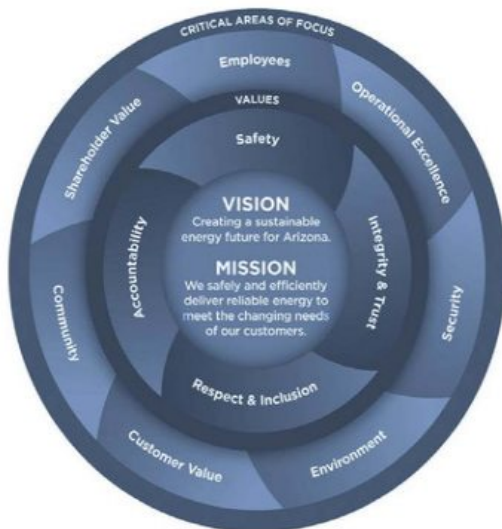 CRITICAL AREAS OF FOCUS
Employees
Operational Excellence
Security
Environment
Customer Value
Community
Shareholder Value
VALUES
Safety
Integrity & Trust
Respect & Inclusion
Accountability
VISION
Creating a sustainable
energy future for Arizona.
MISSION
We safely and efficiently
deliver reliable energy to
meet the changing needs
of our customers.